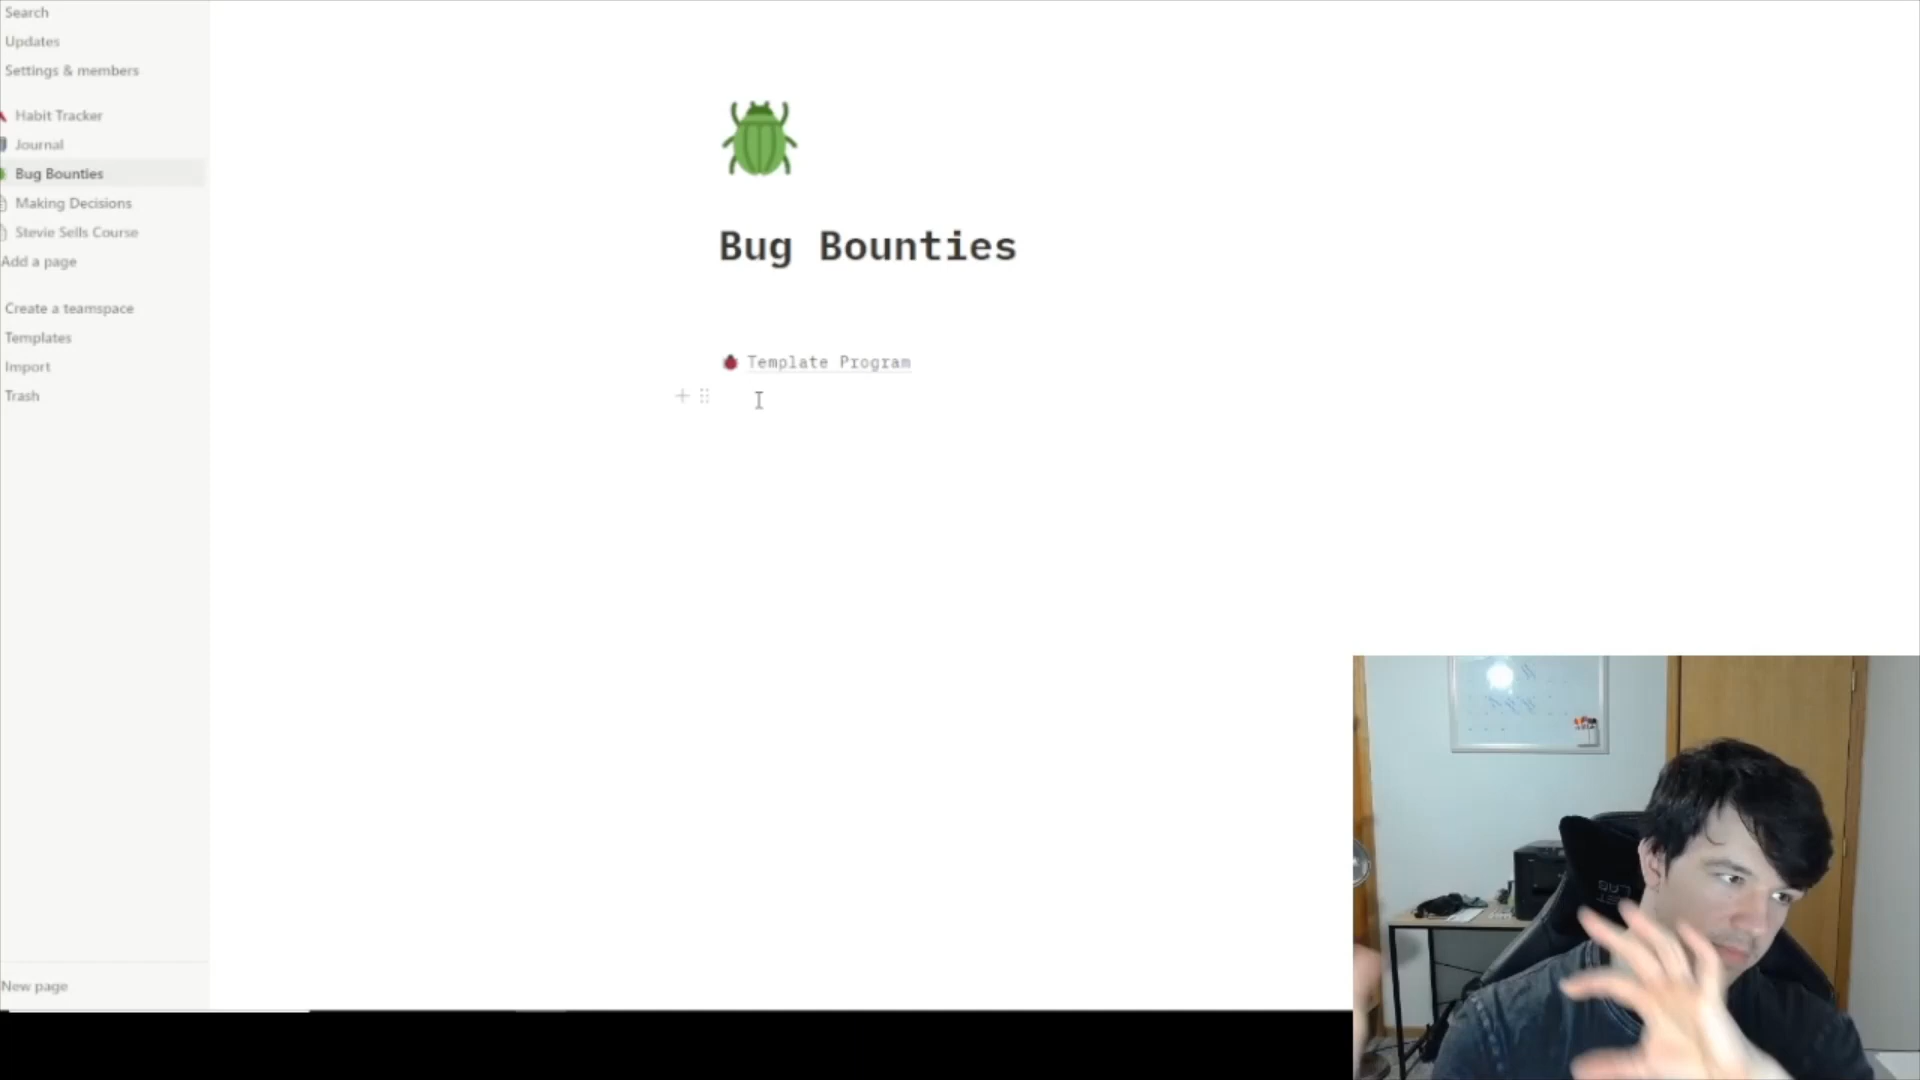 Search
Updates
Settings & members
Habit Tracker
Journal
Bug Bounties
Making Decisions
Stevie Sells Course
Add a page
Create a teamspace
Templates
Import
Trash
New page
Bug Bounties
Template Program